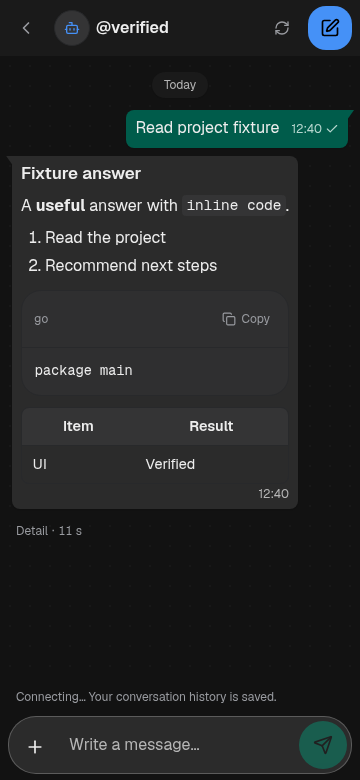 @verified
Today
Read project fixture 12:40
Fixture answer
A useful answer with inline code.
1. Read the project
2. Recommend next steps
go Copy
package main
Item Result
UI Verified
12:40
Detail · 11 s
Connecting… Your conversation history is saved.
Write a message…